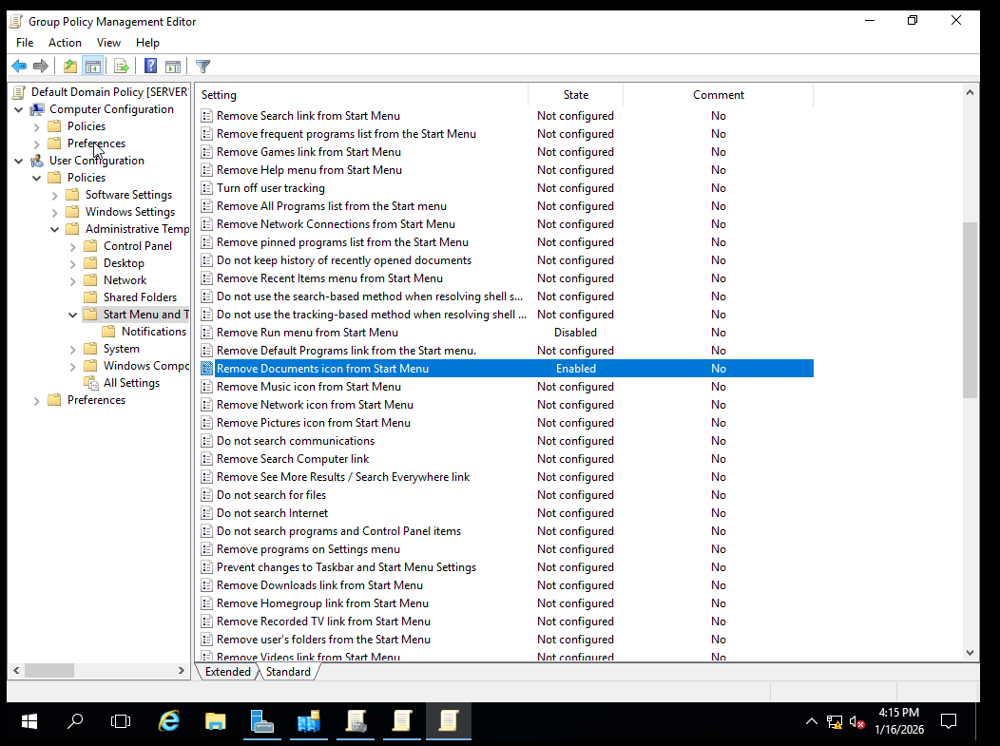 Group Policy Management Editor
File Action View Help
Default Domain Policy [SERVER
Computer Configuration
Policies
Preferences
User Configuration
Policies
Software Settings
Windows Settings
Administrative Temp
Control Panel
Desktop
Network
Shared Folders
Start Menu and T
Notifications
System
Windows Compo
All Settings
Preferences
Setting State Comment
Remove Search link from Start Menu Not configured No
Remove frequent programs list from the Start Menu Not configured No
Remove Games link from Start Menu Not configured No
Remove Help menu from Start Menu Not configured No
Turn off user tracking Not configured No
Remove All Programs list from the Start menu Not configured No
Remove Network Connections from Start Menu Not configured No
Remove pinned programs list from the Start Menu Not configured No
Do not keep history of recently opened documents Not configured No
Remove Recent Items menu from Start Menu Not configured No
Do not use the search-based method when resolving shell s... Not configured No
Do not use the tracking-based method when resolving shell ... Not configured No
Remove Run menu from Start Menu Disabled No
Remove Default Programs link from the Start menu. Not configured No
Remove Documents icon from Start Menu Enabled No
Remove Music icon from Start Menu Not configured No
Remove Network icon from Start Menu Not configured No
Remove Pictures icon from Start Menu Not configured No
Do not search communications Not configured No
Remove Search Computer link Not configured No
Remove See More Results / Search Everywhere link Not configured No
Do not search for files Not configured No
Do not search Internet Not configured No
Do not search programs and Control Panel items Not configured No
Remove programs on Settings menu Not configured No
Prevent changes to Taskbar and Start Menu Settings Not configured No
Remove Downloads link from Start Menu Not configured No
Remove Homegroup link from Start Menu Not configured No
Remove Recorded TV link from Start Menu Not configured No
Remove user's folders from the Start Menu Not configured No
Remove Videos link from Start Menu Not configured No
Extended Standard
4:15 PM
1/16/2026